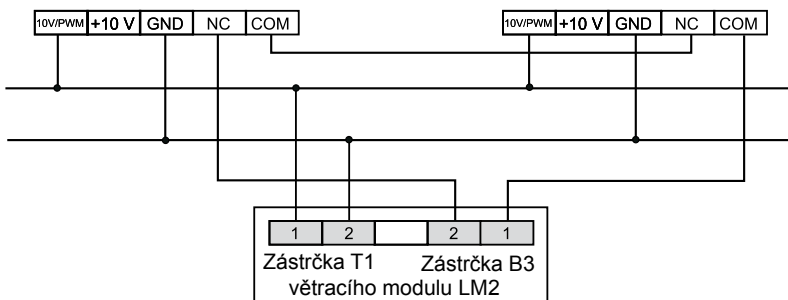 10V/PWM +10 V GND NC COM
10V/PWM +10 V GND NC COM
1 2 2 1
Zástrčka T1 Zástrčka B3
větracího modulu LM2